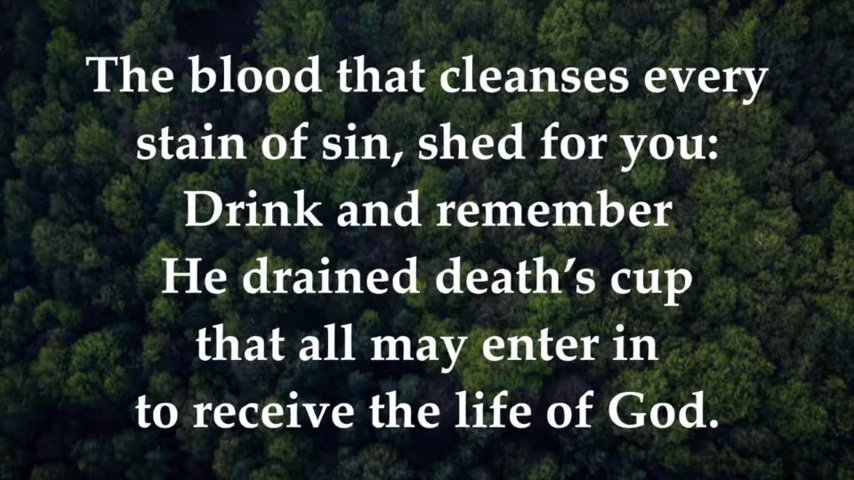 The blood that cleanses every
stain of sin, shed for you:
Drink and remember
He drained death’s cup
that all may enter in
to receive the life of God.